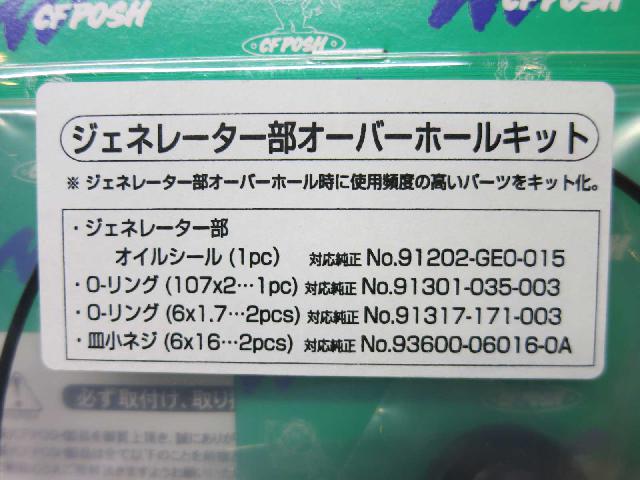 CF POSH
CF POSH
CF POSH
ジェネレーター部オーバーホールキット
※ ジェネレーター部オーバーホール時に使用頻度の高いパーツをキット化。
・ジェネレーター部
オイルシール (1pc) 対応純正 No.91202-GE0-015
・O-リング (107x2…1pc) 対応純正 No.91301-035-003
・O-リング (6x1.7…2pcs) 対応純正 No.91317-171-003
・皿小ネジ (6x16…2pcs) 対応純正 No.93600-06016-0A
必ず取付け、取り